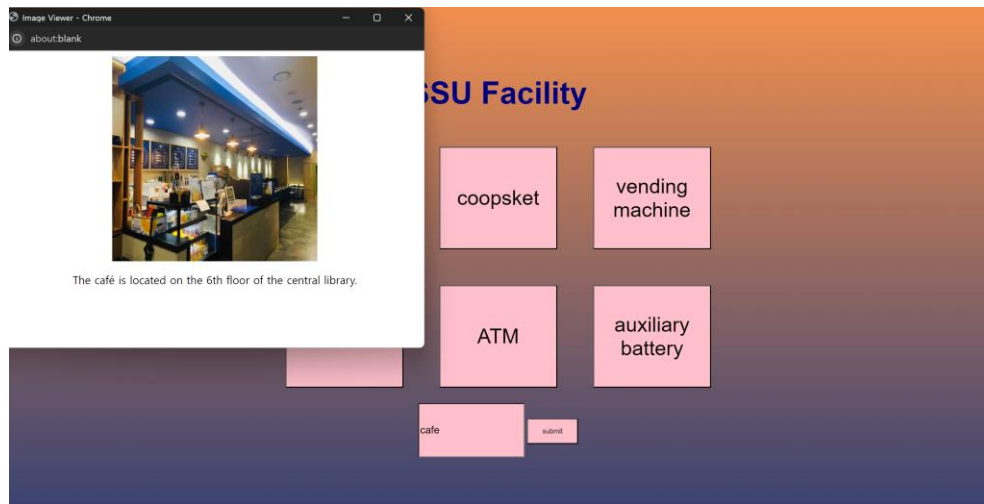 Image Viewer - Chrome
about:blank
The café is located on the 6th floor of the central library.
SSU Facility
coopsket
vending
machine
ATM
auxiliary
battery
cafe
submit